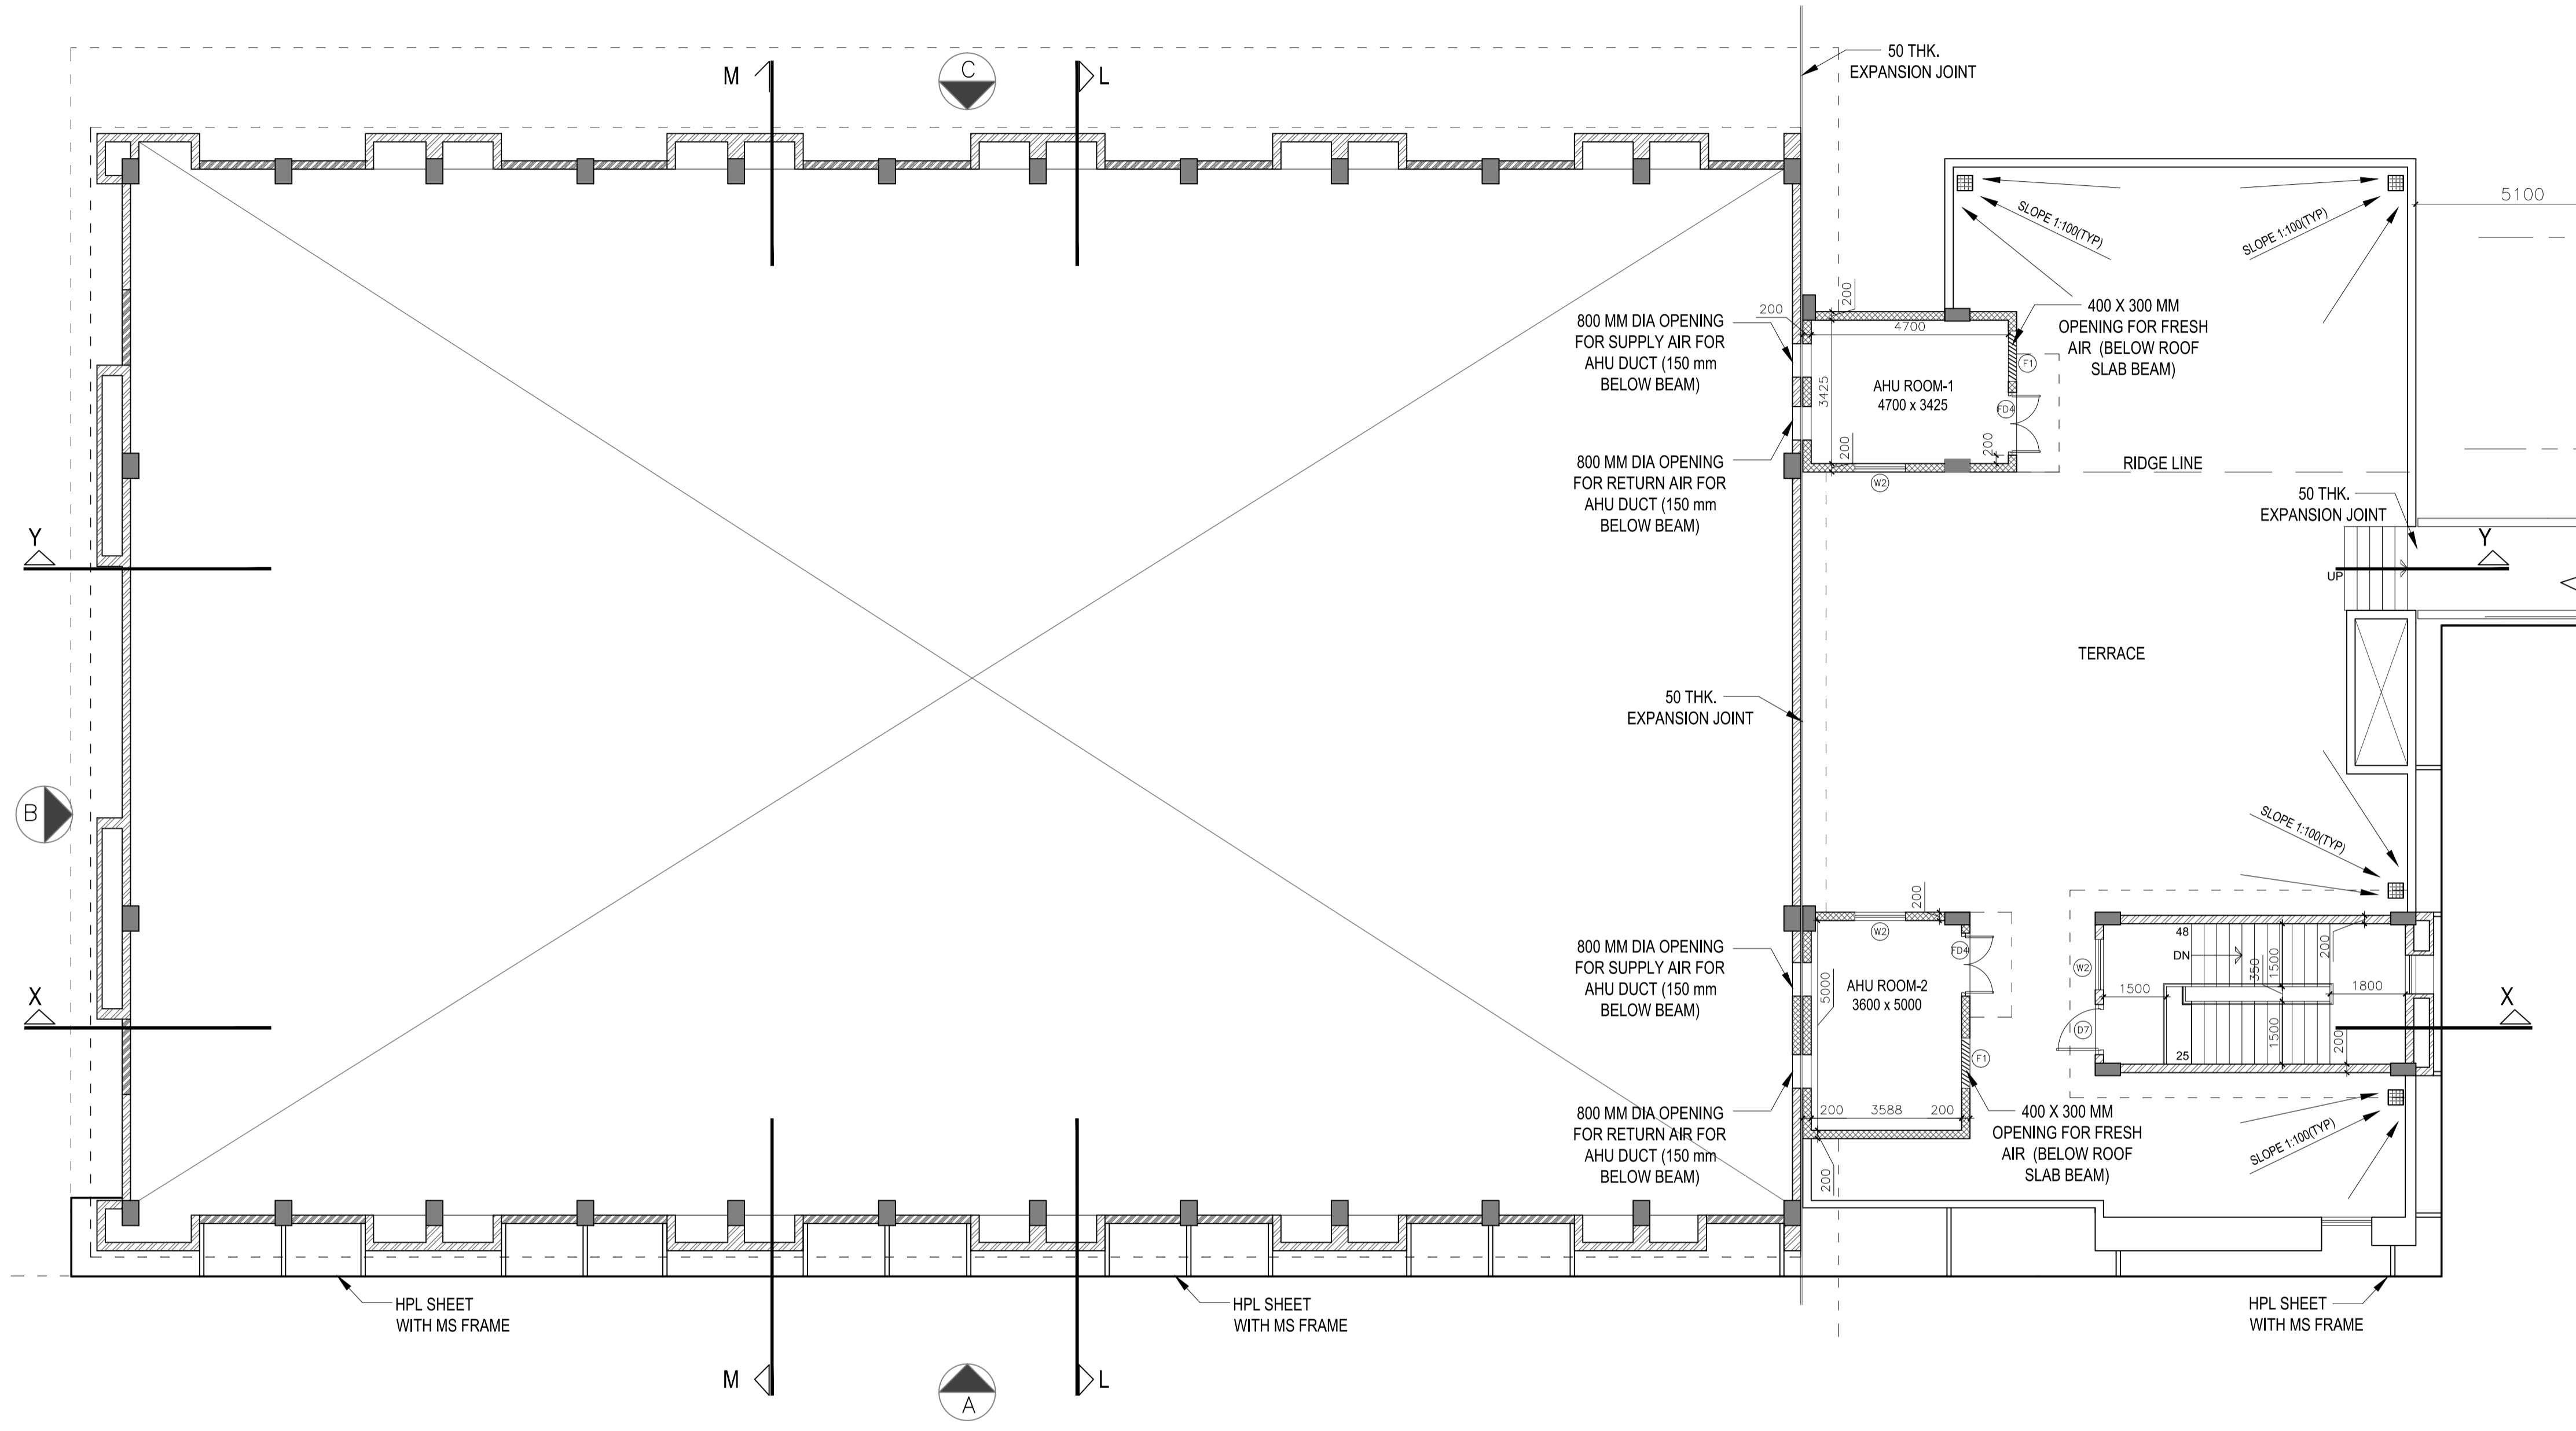 50 THK.
EXPANSION JOINT
M
C
L
5100
SLOPE 1:100(TYP)
SLOPE 1:100(TYP)
800 MM DIA OPENING
FOR SUPPLY AIR FOR
AHU DUCT (150 mm
BELOW BEAM)
200
200
4700
400 X 300 MM
OPENING FOR FRESH
AIR (BELOW ROOF
SLAB BEAM)
F1
3425
AHU ROOM-1
4700 x 3425
FD4
800 MM DIA OPENING
FOR RETURN AIR FOR
AHU DUCT (150 mm
BELOW BEAM)
200
200
W2
RIDGE LINE
50 THK.
EXPANSION JOINT
Y
Y
UP
TERRACE
50 THK.
EXPANSION JOINT
B
SLOPE 1:100(TYP)
200
800 MM DIA OPENING
FOR SUPPLY AIR FOR
AHU DUCT (150 mm
BELOW BEAM)
W2
FD4
5000
AHU ROOM-2
3600 x 5000
48
DN
W2
350
1500
200
1500
1800
X
X
D7
1500
200
25
F1
800 MM DIA OPENING
FOR RETURN AIR FOR
AHU DUCT (150 mm
BELOW BEAM)
200
3588
200
200
400 X 300 MM
OPENING FOR FRESH
AIR (BELOW ROOF
SLAB BEAM)
SLOPE 1:100(TYP)
HPL SHEET
WITH MS FRAME
HPL SHEET
WITH MS FRAME
HPL SHEET
WITH MS FRAME
M
A
L